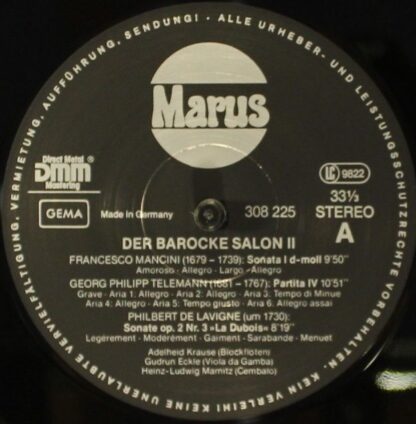 VERMIETUNG, AUFFÜHRUNG, SENDUNG! · ALLE URHEBER- UND LEISTUNGSSCHUTZRECHTE VORBEHALTEN · KEIN VERLEIH! KEINE UNERLAUBTE VERVIELFÄLTIGUNG,
Marus
Direct Metal ®
DMM
Mastering
LC 9822
GEMA
Made in Germany
308 225
33⅓
STEREO
A
DER BAROCKE SALON II
FRANCESCO MANCINI (1679 – 1739): Sonata I d-moll 9'50''
Amoroso - Allegro - Largo - Allegro
GEORG PHILIPP TELEMANN (1681 – 1767): Partita IV 10'51''
Grave - Aria 1. Allegro - Aria 2: Allegro - Aria 3: Tempo di Minue
Aria 4: Allegro - Aria 5: Tempo giusto - Aria 6. Allegro assai
PHILBERT DE LAVIGNE (um 1730):
Sonate op. 2 Nr. 3 »La Dubois« 8'19''
Legèrement - Modérément - Gaiment - Sarabande - Menuet
Adelheid Krause (Blockflöten)
Gudrun Eckle (Viola da Gamba)
Heinz-Ludwig Marnitz (Cembalo)